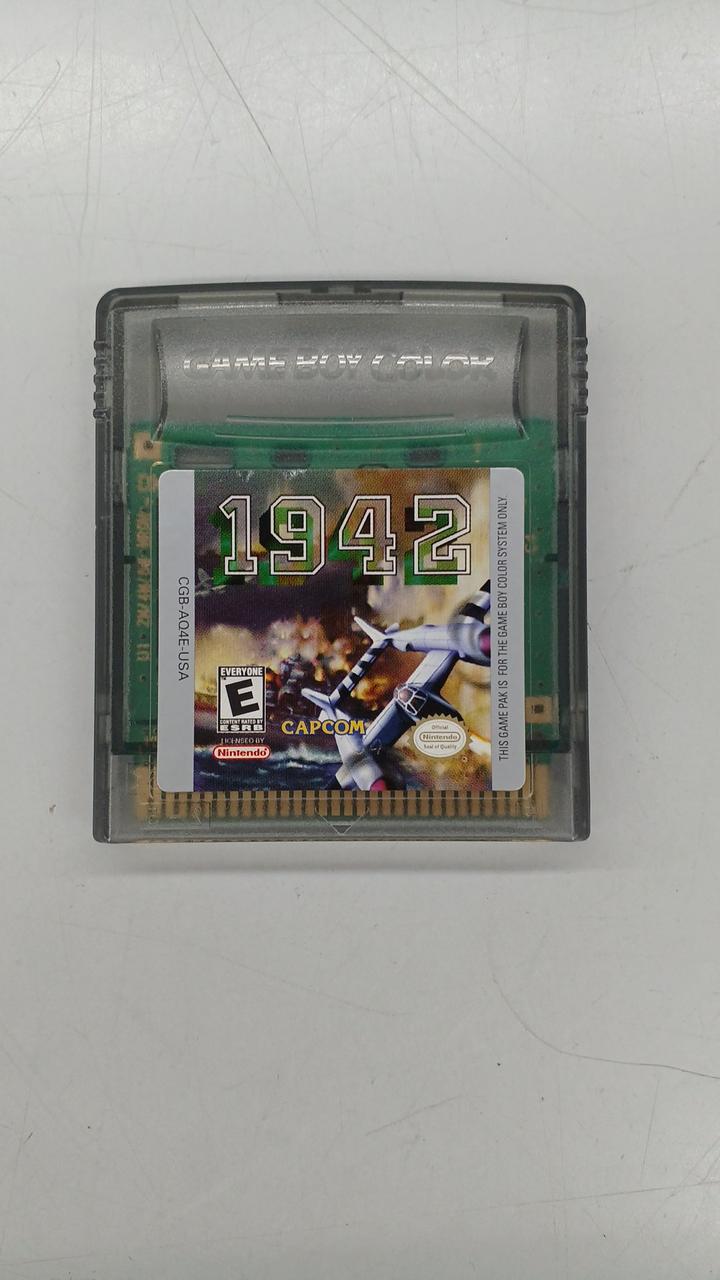 GAME BOY COLOR
1942
CGB-AO4E-USA
THIS GAME PAK IS FOR THE GAME BOY COLOR SYSTEM ONLY.
EVERYONE
E
CONTENT RATED BY
ESRB
CAPCOM
LICENSED BY
Nintendo
Official
Nintendo
Seal of Quality